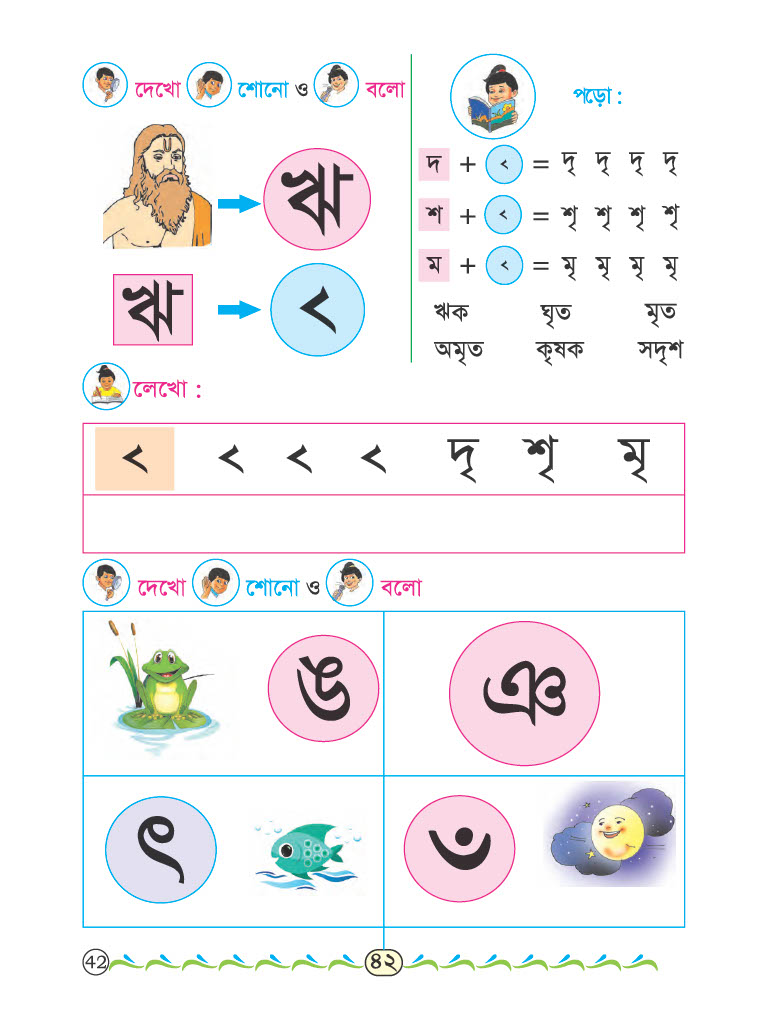 দেখো শোনো ও বলো
ঋ
ঋ ৃ
পড়ো :
দ + ৃ = দৃ দৃ দৃ দৃ
শ + ৃ = শৃ শৃ শৃ শৃ
ম + ৃ = মৃ মৃ মৃ মৃ
ঋক ঘৃত মৃত
অমৃত কৃষক সদৃশ
লেখো :
ৃ ৃ ৃ ৃ দৃ শৃ মৃ
দেখো শোনো ও বলো
ঙ ঞ
ৎ ঁ
42 ৪২